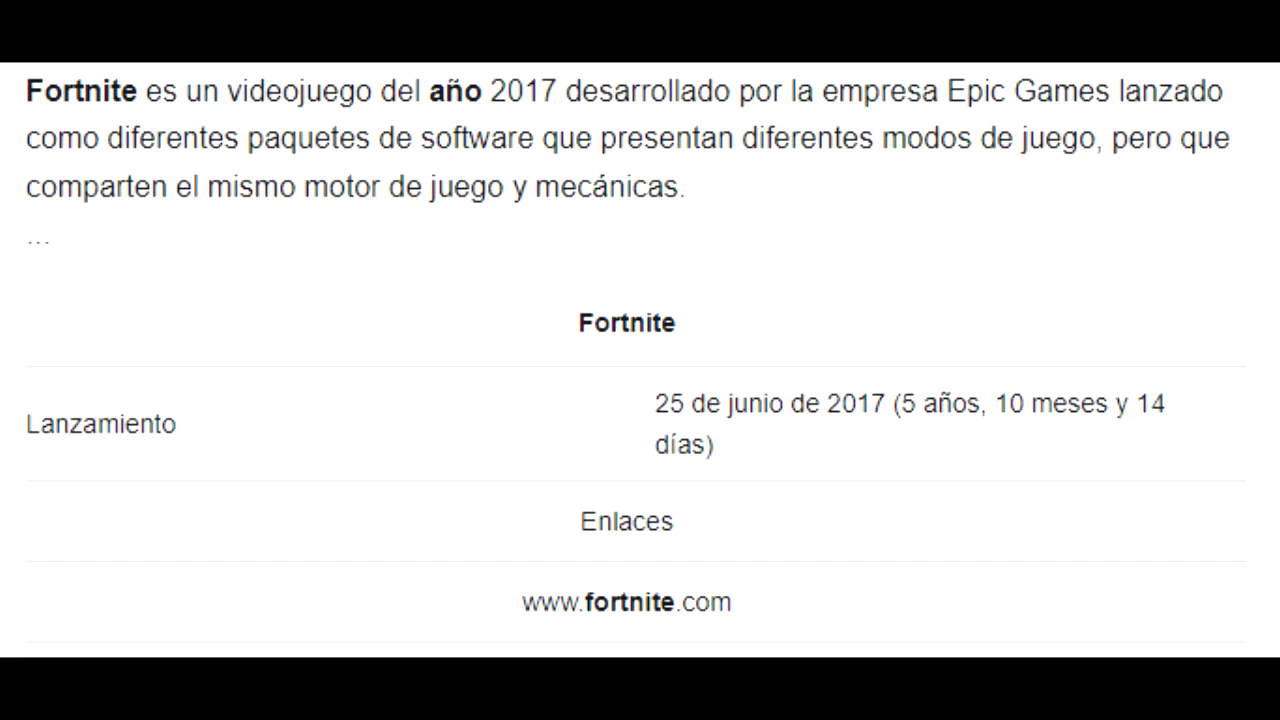 Fortnite es un videojuego del año 2017 desarrollado por la empresa Epic Games lanzado
como diferentes paquetes de software que presentan diferentes modos de juego, pero que
comparten el mismo motor de juego y mecánicas.
...
Fortnite
Lanzamiento
25 de junio de 2017 (5 años, 10 meses y 14
días)
Enlaces
www.fortnite.com